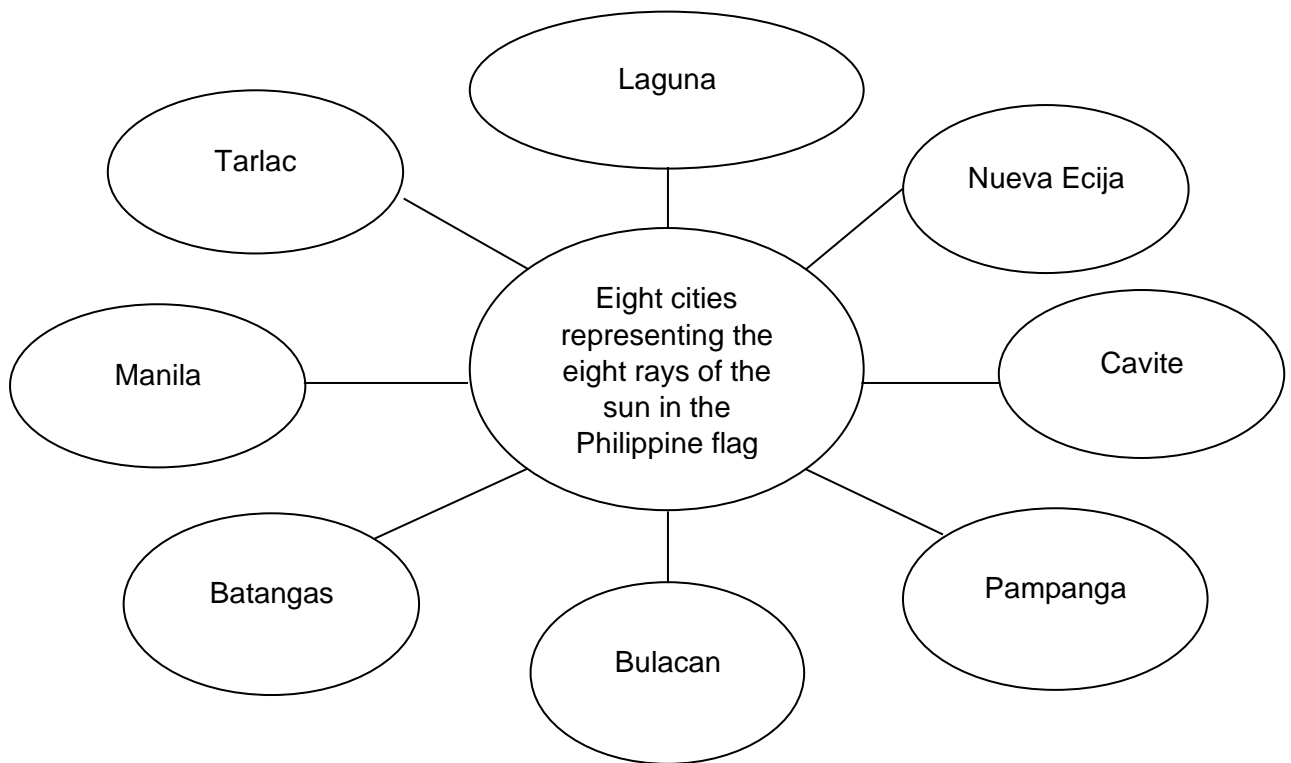 Laguna
Tarlac
Nueva Ecija
Eight cities
representing the
eight rays of the
sun in the
Philippine flag
Manila
Cavite
Batangas
Pampanga
Bulacan